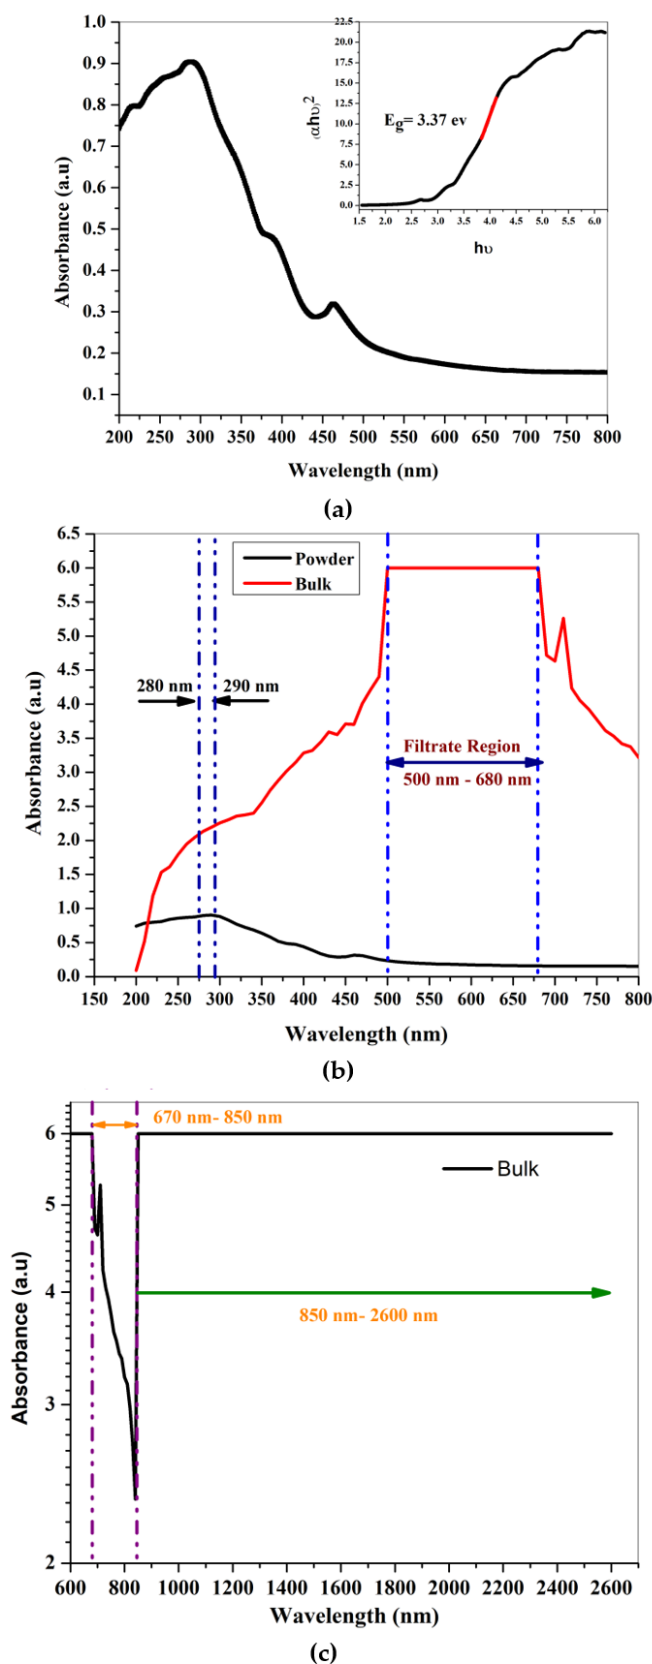 1.0
0.9
0.8
0.7
0.6
0.5
0.4
0.3
0.2
0.1
Absorbance (a.u)
200 250 300 350 400 450 500 550 600 650 700 750 800
Wavelength (nm)
22.5
20.0
17.5
15.0
12.5
10.0
7.5
5.0
2.5
0.0
(αhυ)2
Eg= 3.37 ev
1.5 2.0 2.5 3.0 3.5 4.0 4.5 5.0 5.5 6.0
hυ
(a)
6.5
6.0
5.5
5.0
4.5
4.0
3.5
3.0
2.5
2.0
1.5
1.0
0.5
0.0
Absorbance (a.u)
Powder
Bulk
280 nm
290 nm
Filtrate Region
500 nm - 680 nm
150 200 250 300 350 400 450 500 550 600 650 700 750 800
Wavelength (nm)
(b)
670 nm- 850 nm
6
5
4
3
2
Absorbance (a.u)
Bulk
850 nm- 2600 nm
600 800 1000 1200 1400 1600 1800 2000 2200 2400 2600
Wavelength (nm)
(c)